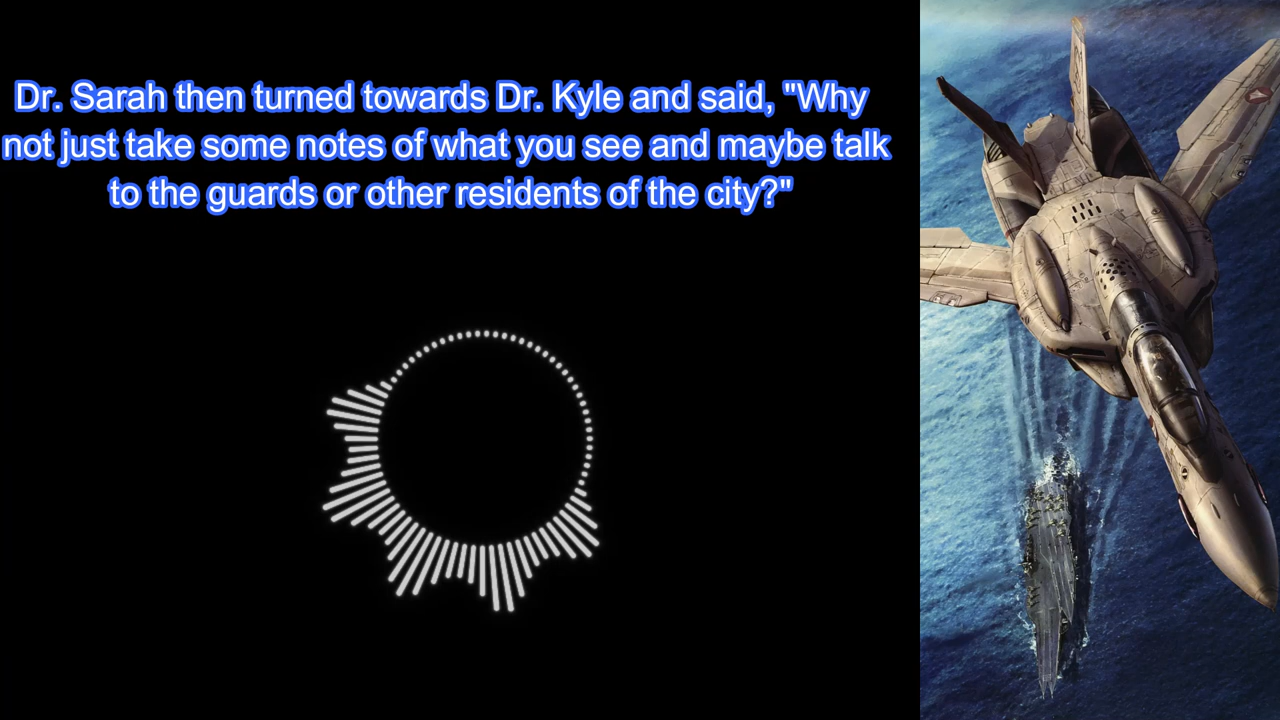 Dr. Sarah then turned towards Dr. Kyle and said, "Why
not just take some notes of what you see and maybe talk
to the guards or other residents of the city?"